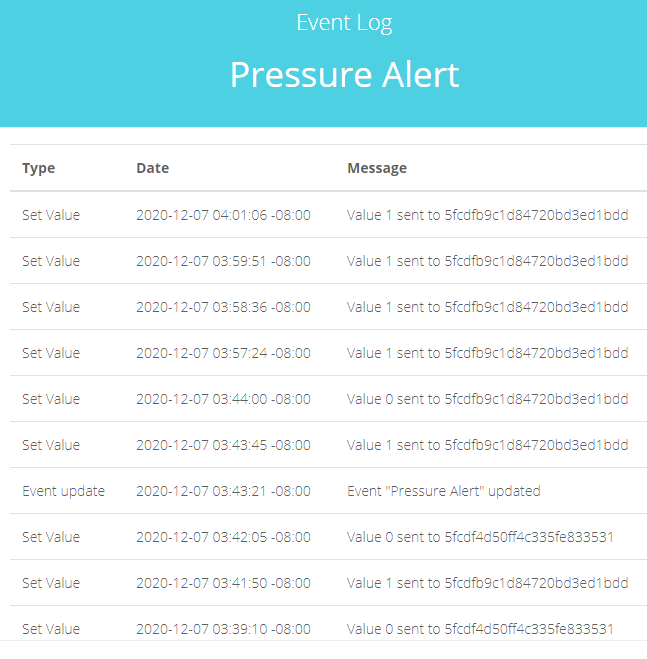 Event Log
Pressure Alert
Type Date Message
Set Value 2020-12-07 04:01:06 -08:00 Value 1 sent to 5fcdfb9c1d84720bd3ed1bdd
Set Value 2020-12-07 03:59:51 -08:00 Value 1 sent to 5fcdfb9c1d84720bd3ed1bdd
Set Value 2020-12-07 03:58:36 -08:00 Value 1 sent to 5fcdfb9c1d84720bd3ed1bdd
Set Value 2020-12-07 03:57:24 -08:00 Value 1 sent to 5fcdfb9c1d84720bd3ed1bdd
Set Value 2020-12-07 03:44:00 -08:00 Value 0 sent to 5fcdfb9c1d84720bd3ed1bdd
Set Value 2020-12-07 03:43:45 -08:00 Value 1 sent to 5fcdfb9c1d84720bd3ed1bdd
Event update 2020-12-07 03:43:21 -08:00 Event "Pressure Alert" updated
Set Value 2020-12-07 03:42:05 -08:00 Value 0 sent to 5fcdf4d50ff4c335fe833531
Set Value 2020-12-07 03:41:50 -08:00 Value 1 sent to 5fcdfb9c1d84720bd3ed1bdd
Set Value 2020-12-07 03:39:10 -08:00 Value 0 sent to 5fcdf4d50ff4c335fe833531